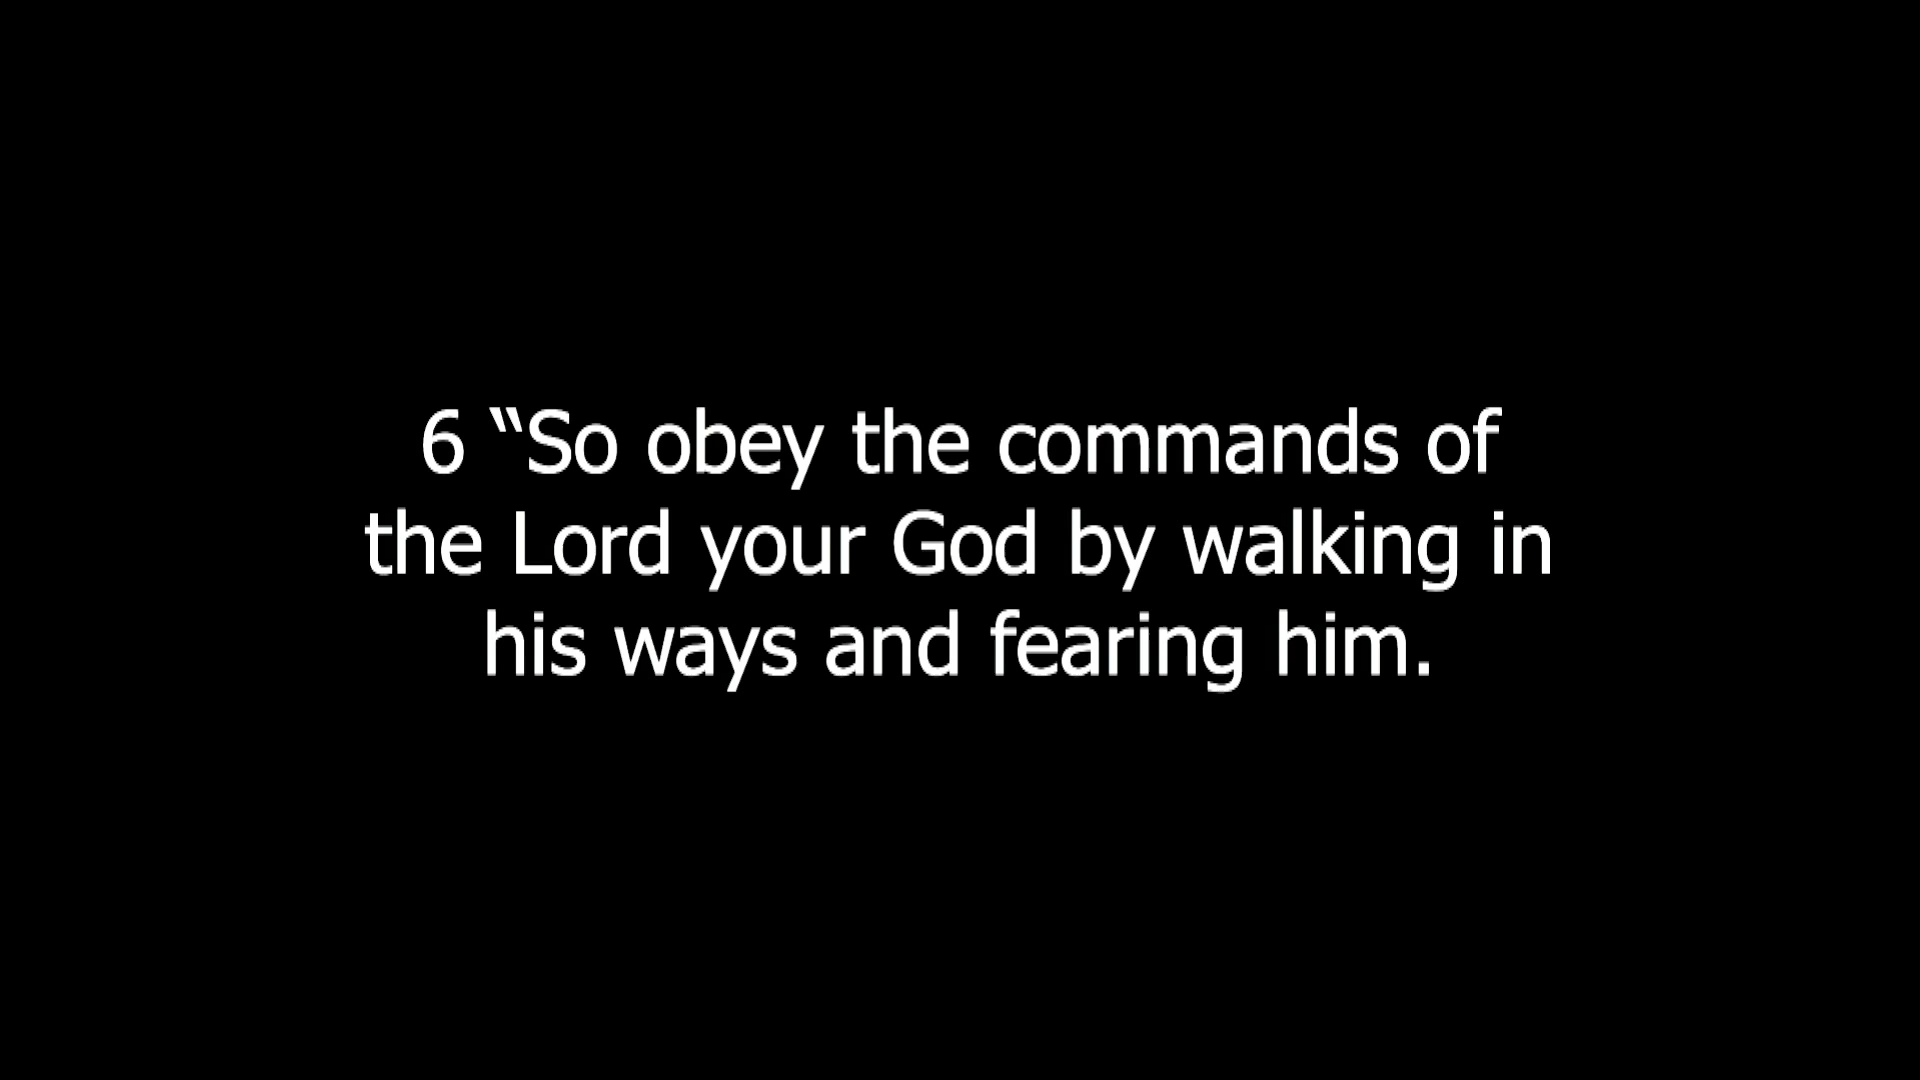 6 “So obey the commands of
the Lord your God by walking in
his ways and fearing him.